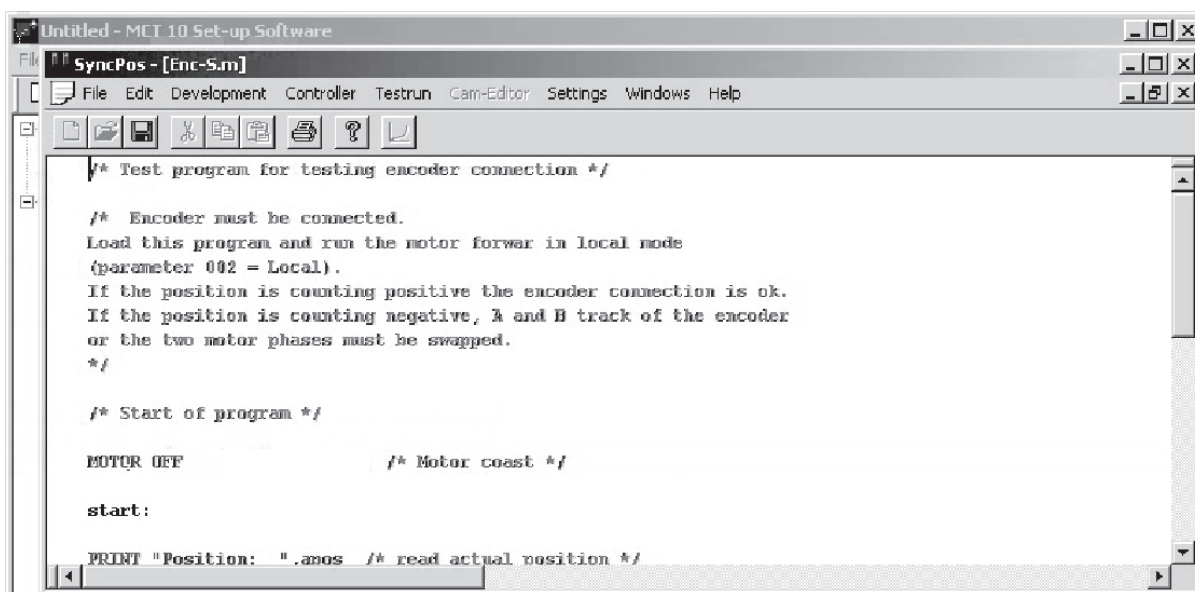 Untitled - MCT 10 Set-up Software
File
SyncPos - [Enc-S.m]
File Edit Development Controller Testrun Cam-Editor Settings Windows Help
/* Test program for testing encoder connection */
/* Encoder must be connected.
Load this program and run the motor forwar in local mode
(parameter 002 = Local).
If the position is counting positive the encoder connection is ok.
If the position is counting negative, A and B track of the encoder
or the two motor phases must be swapped.
*/
/* Start of program */
MOTOR OFF /* Motor coast */
start:
PRINT "Position: ",apos /* read actual position */